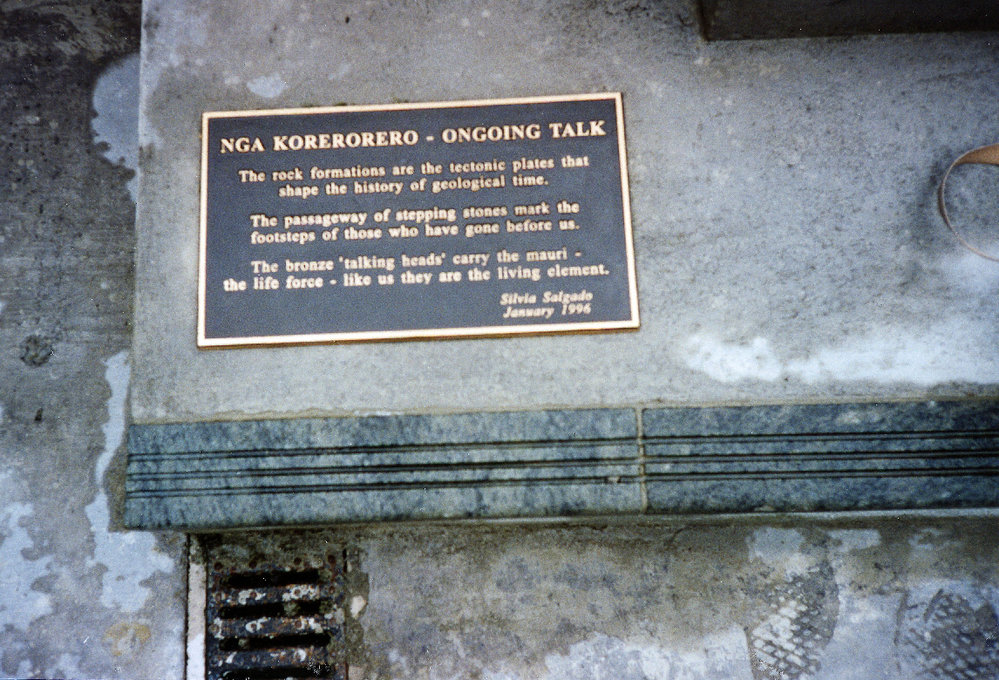 NGA KORERORERO - ONGOING TALK
The rock formations are the tectonic plates that
shape the history of geological time.
The passageway of stepping stones mark the
footsteps of those who have gone before us.
The bronze 'talking heads' carry the mauri -
the life force - like us they are the living element.
Silvia Salgado
January 1996